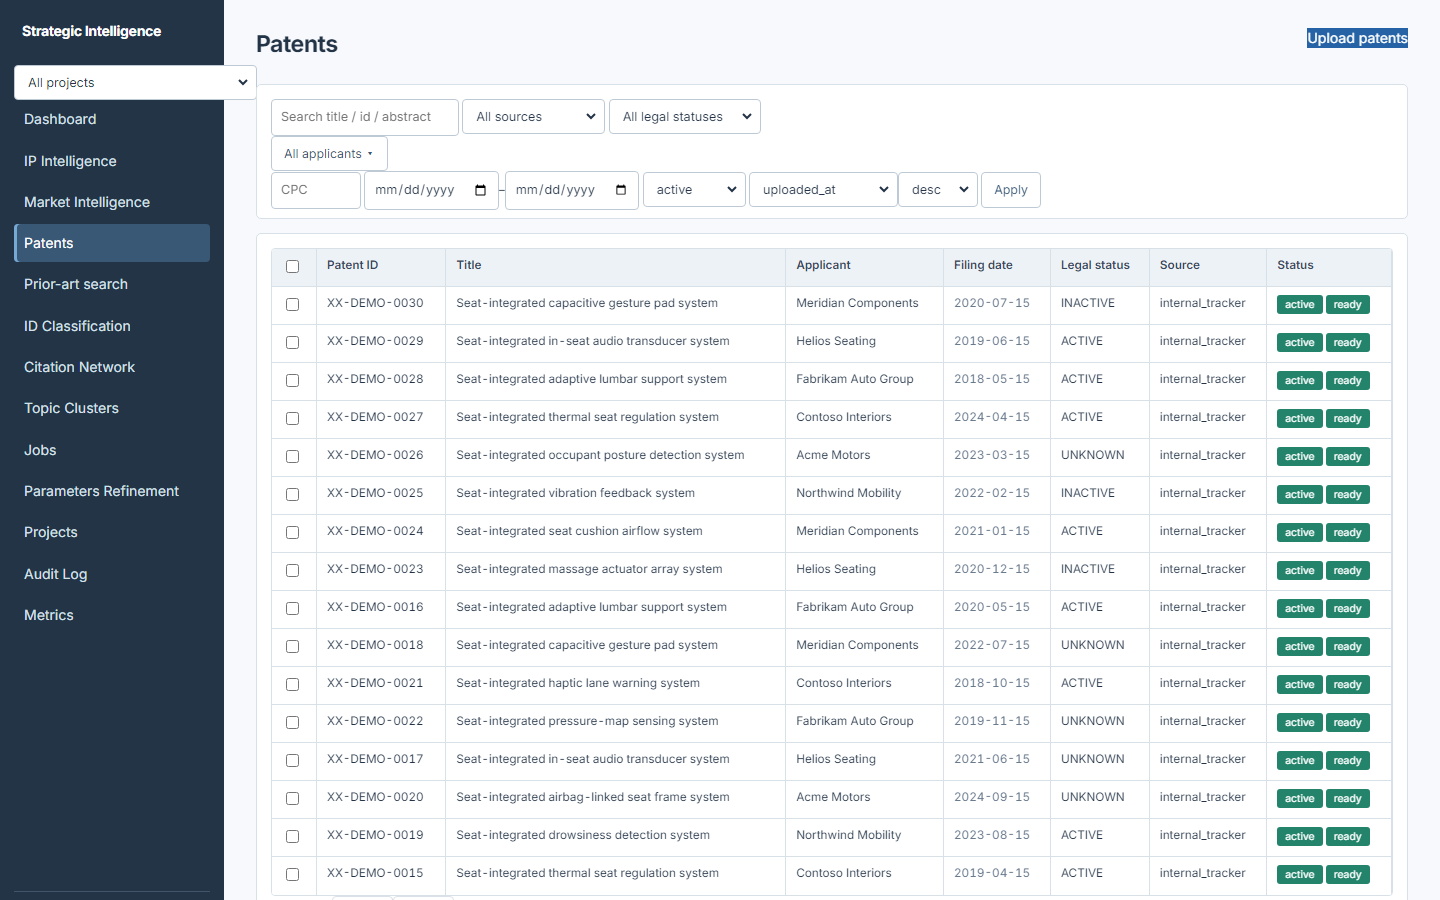 Strategic Intelligence
All projects
Dashboard
IP Intelligence
Market Intelligence
Patents
Prior-art search
ID Classification
Citation Network
Topic Clusters
Jobs
Parameters Refinement
Projects
Audit Log
Metrics
Patents
Upload patents
Search title / id / abstract All sources All legal statuses
All applicants
CPC mm/dd/yyyy – mm/dd/yyyy active uploaded_at desc Apply
Patent ID Title Applicant Filing date Legal status Source Status
XX-DEMO-0030 Seat-integrated capacitive gesture pad system Meridian Components 2020-07-15 INACTIVE internal_tracker active ready
XX-DEMO-0029 Seat-integrated in-seat audio transducer system Helios Seating 2019-06-15 ACTIVE internal_tracker active ready
XX-DEMO-0028 Seat-integrated adaptive lumbar support system Fabrikam Auto Group 2018-05-15 ACTIVE internal_tracker active ready
XX-DEMO-0027 Seat-integrated thermal seat regulation system Contoso Interiors 2024-04-15 ACTIVE internal_tracker active ready
XX-DEMO-0026 Seat-integrated occupant posture detection system Acme Motors 2023-03-15 UNKNOWN internal_tracker active ready
XX-DEMO-0025 Seat-integrated vibration feedback system Northwind Mobility 2022-02-15 INACTIVE internal_tracker active ready
XX-DEMO-0024 Seat-integrated seat cushion airflow system Meridian Components 2021-01-15 ACTIVE internal_tracker active ready
XX-DEMO-0023 Seat-integrated massage actuator array system Helios Seating 2020-12-15 INACTIVE internal_tracker active ready
XX-DEMO-0016 Seat-integrated adaptive lumbar support system Fabrikam Auto Group 2020-05-15 ACTIVE internal_tracker active ready
XX-DEMO-0018 Seat-integrated capacitive gesture pad system Meridian Components 2022-07-15 UNKNOWN internal_tracker active ready
XX-DEMO-0021 Seat-integrated haptic lane warning system Contoso Interiors 2018-10-15 ACTIVE internal_tracker active ready
XX-DEMO-0022 Seat-integrated pressure-map sensing system Fabrikam Auto Group 2019-11-15 UNKNOWN internal_tracker active ready
XX-DEMO-0017 Seat-integrated in-seat audio transducer system Helios Seating 2021-06-15 UNKNOWN internal_tracker active ready
XX-DEMO-0020 Seat-integrated airbag-linked seat frame system Acme Motors 2024-09-15 UNKNOWN internal_tracker active ready
XX-DEMO-0019 Seat-integrated drowsiness detection system Northwind Mobility 2023-08-15 ACTIVE internal_tracker active ready
XX-DEMO-0015 Seat-integrated thermal seat regulation system Contoso Interiors 2019-04-15 ACTIVE internal_tracker active ready